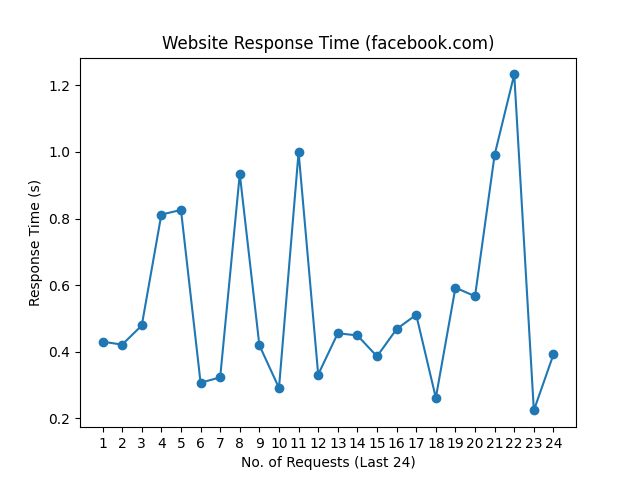 Website Response Time (facebook.com)
Response Time (s)
1.2
1.0
0.8
0.6
0.4
0.2
1 2 3 4 5 6 7 8 9 10 11 12 13 14 15 16 17 18 19 20 21 22 23 24
No. of Requests (Last 24)